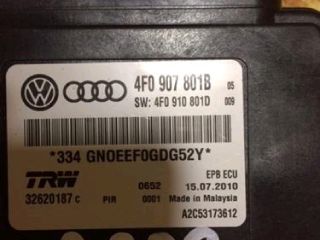 4F0 907 801B 05
SW: 4F0 910 801D 009
*334 GNOEEF0GDG52Y*
EPB ECU
TRW 0652 15.07.2010
32620187 C PIR 0001 Made in Malaysia
A2C53173612